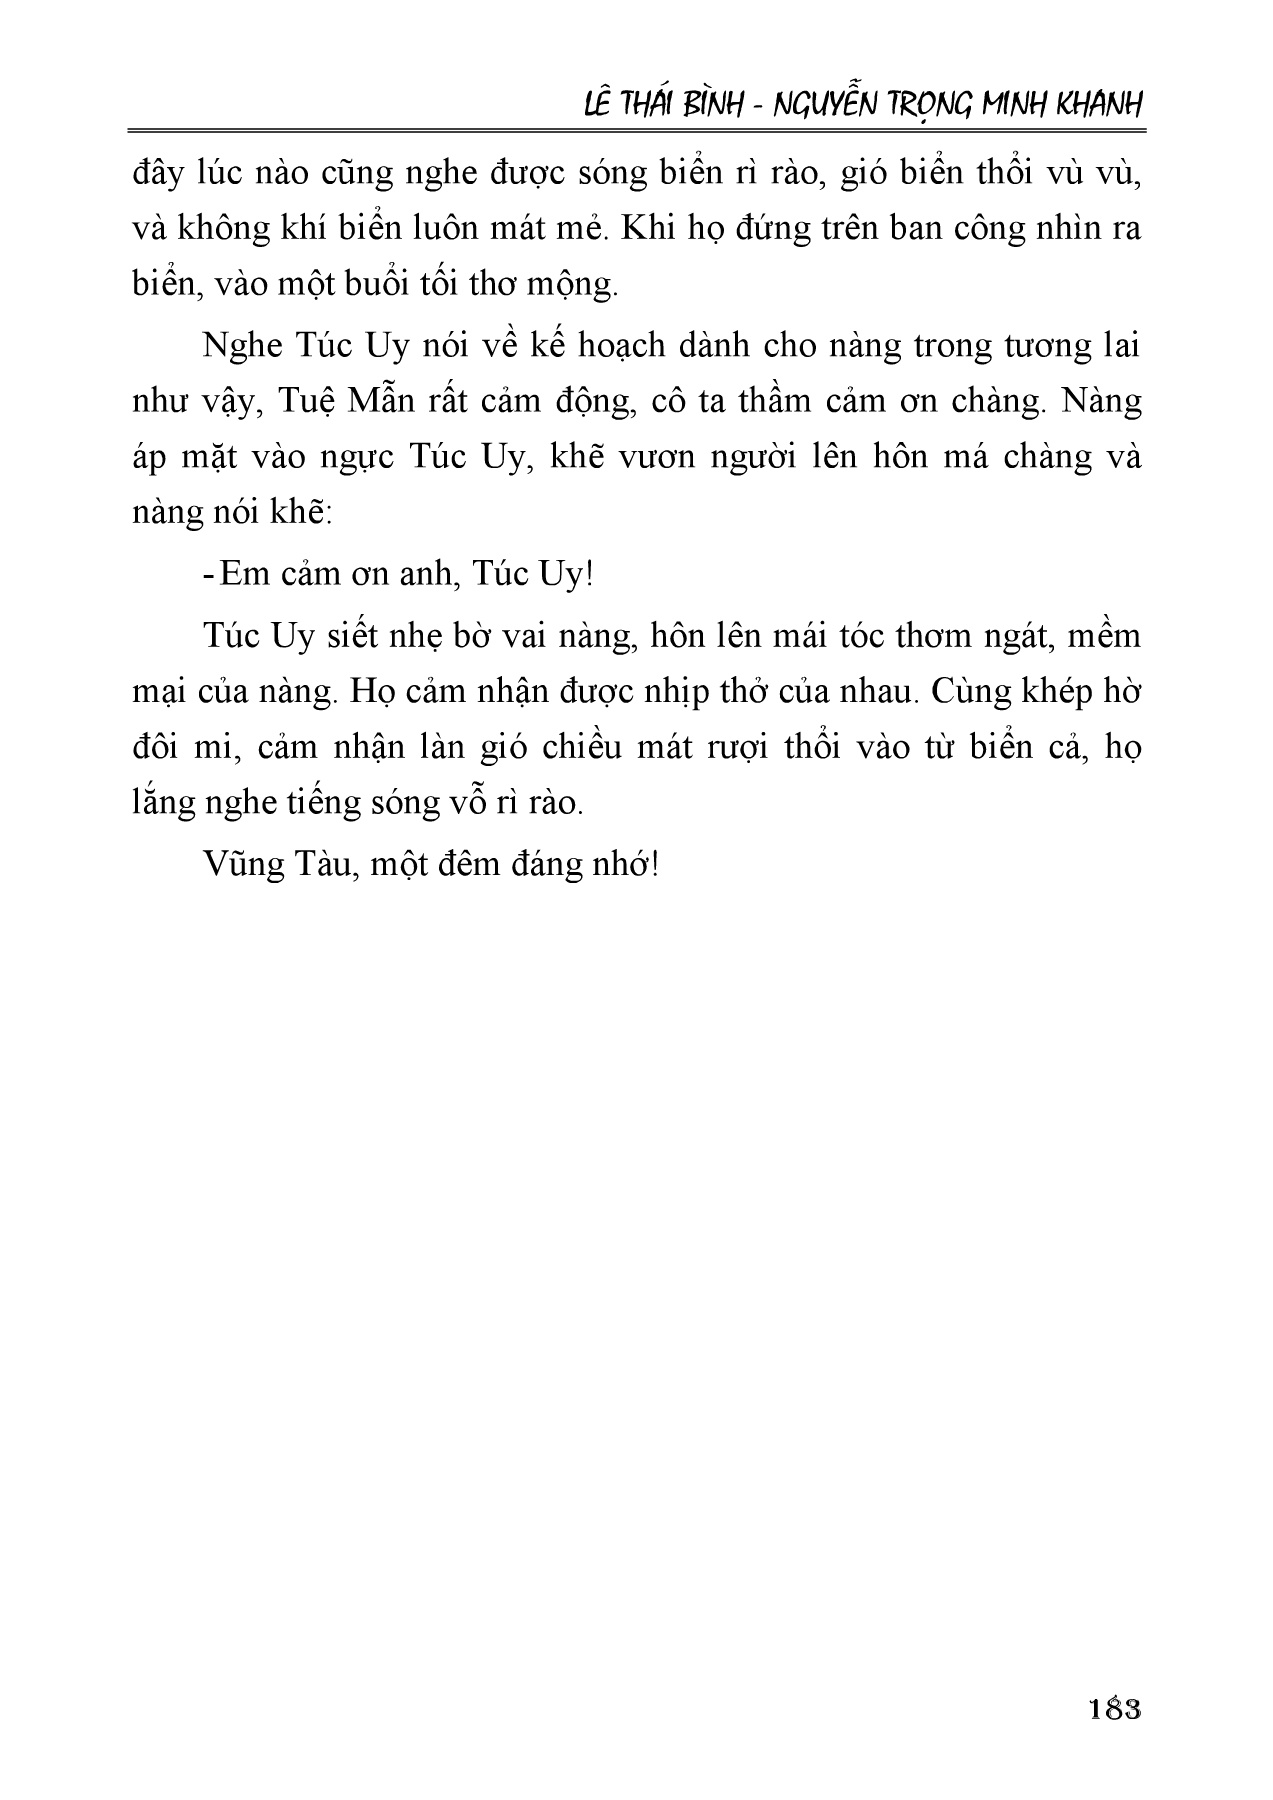 LÊ THÁI BÌNH - NGUYỄN TRỌNG MINH KHANH
đây lúc nào cũng nghe được sóng biển rì rào, gió biển thổi vù vù,
và không khí biển luôn mát mẻ. Khi họ đứng trên ban công nhìn ra
biển, vào một buổi tối thơ mộng.
Nghe Túc Uy nói về kế hoạch dành cho nàng trong tương lai
như vậy, Tuệ Mẫn rất cảm động, cô ta thầm cảm ơn chàng. Nàng
áp mặt vào ngực Túc Uy, khẽ vươn người lên hôn má chàng và
nàng nói khẽ:
- Em cảm ơn anh, Túc Uy!
Túc Uy siết nhẹ bờ vai nàng, hôn lên mái tóc thơm ngát, mềm
mại của nàng. Họ cảm nhận được nhịp thở của nhau. Cùng khép hờ
đôi mi, cảm nhận làn gió chiều mát rượi thổi vào từ biển cả, họ
lắng nghe tiếng sóng vỗ rì rào.
Vũng Tàu, một đêm đáng nhớ!
183